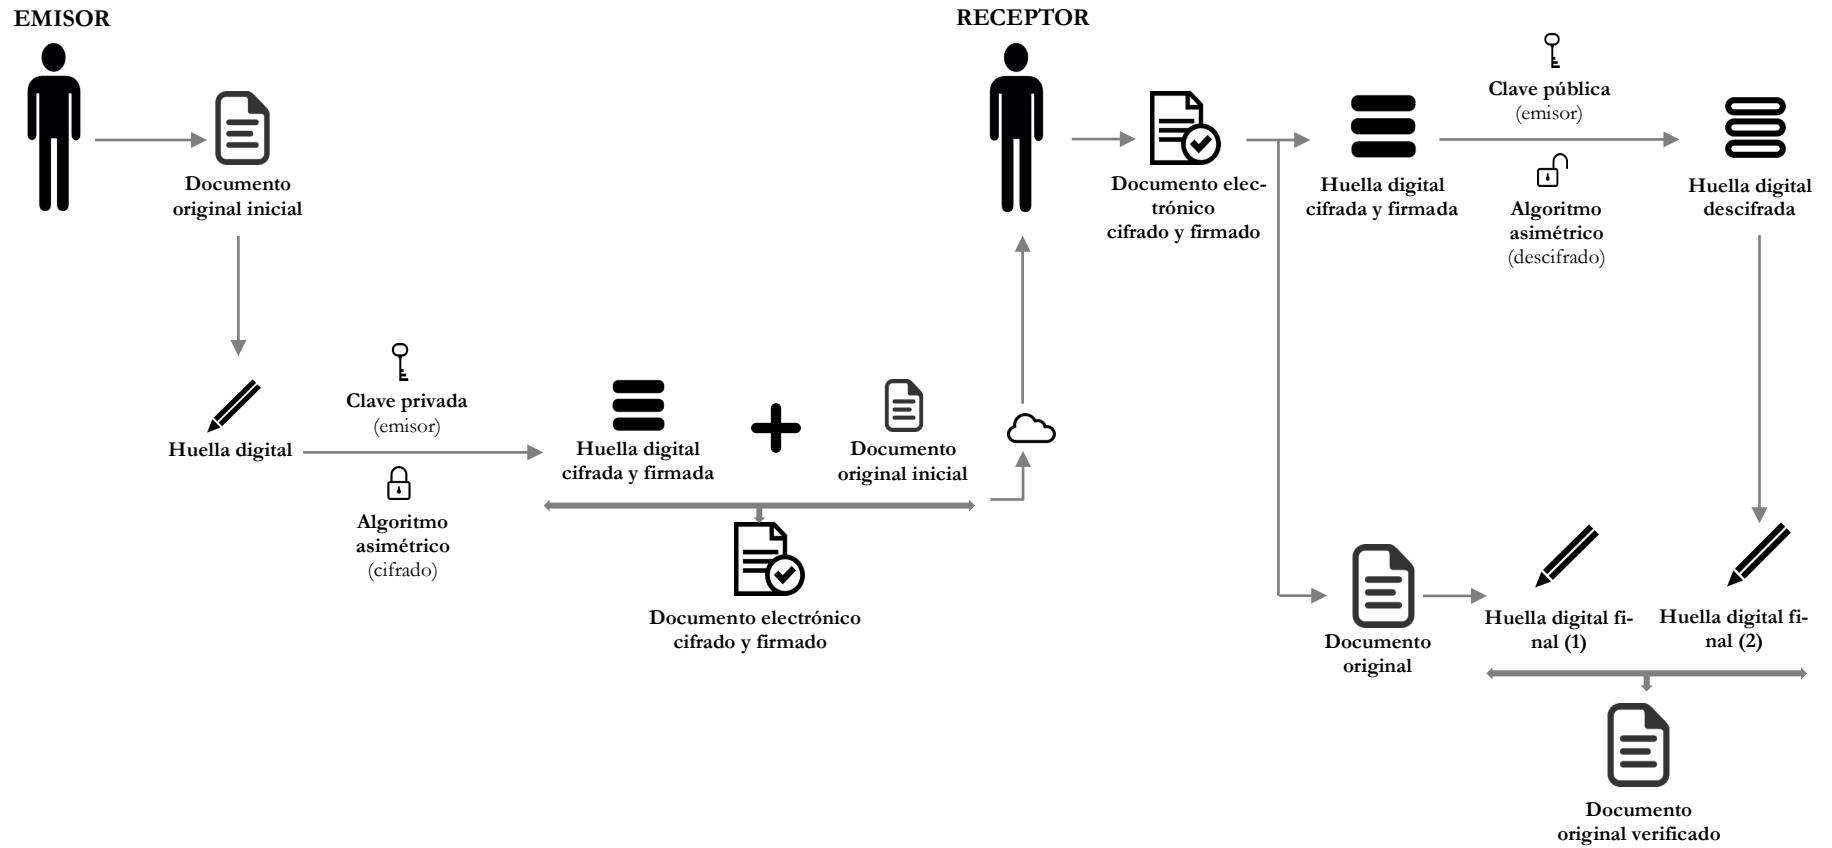 EMISOR
Documento
original inicial
Huella digital
Clave privada
(emisor)
Algoritmo
asimétrico
(cifrado)
Huella digital
cifrada y firmada
Documento
original inicial
Documento electrónico
cifrado y firmado
RECEPTOR
Documento elec-
trónico
cifrado y firmado
Huella digital
cifrada y firmada
Clave pública
(emisor)
Algoritmo
asimétrico
(descifrado)
Huella digital
descifrada
Documento
original
Huella digital fi-
nal (1)
Huella digital fi-
nal (2)
Documento
original verificado